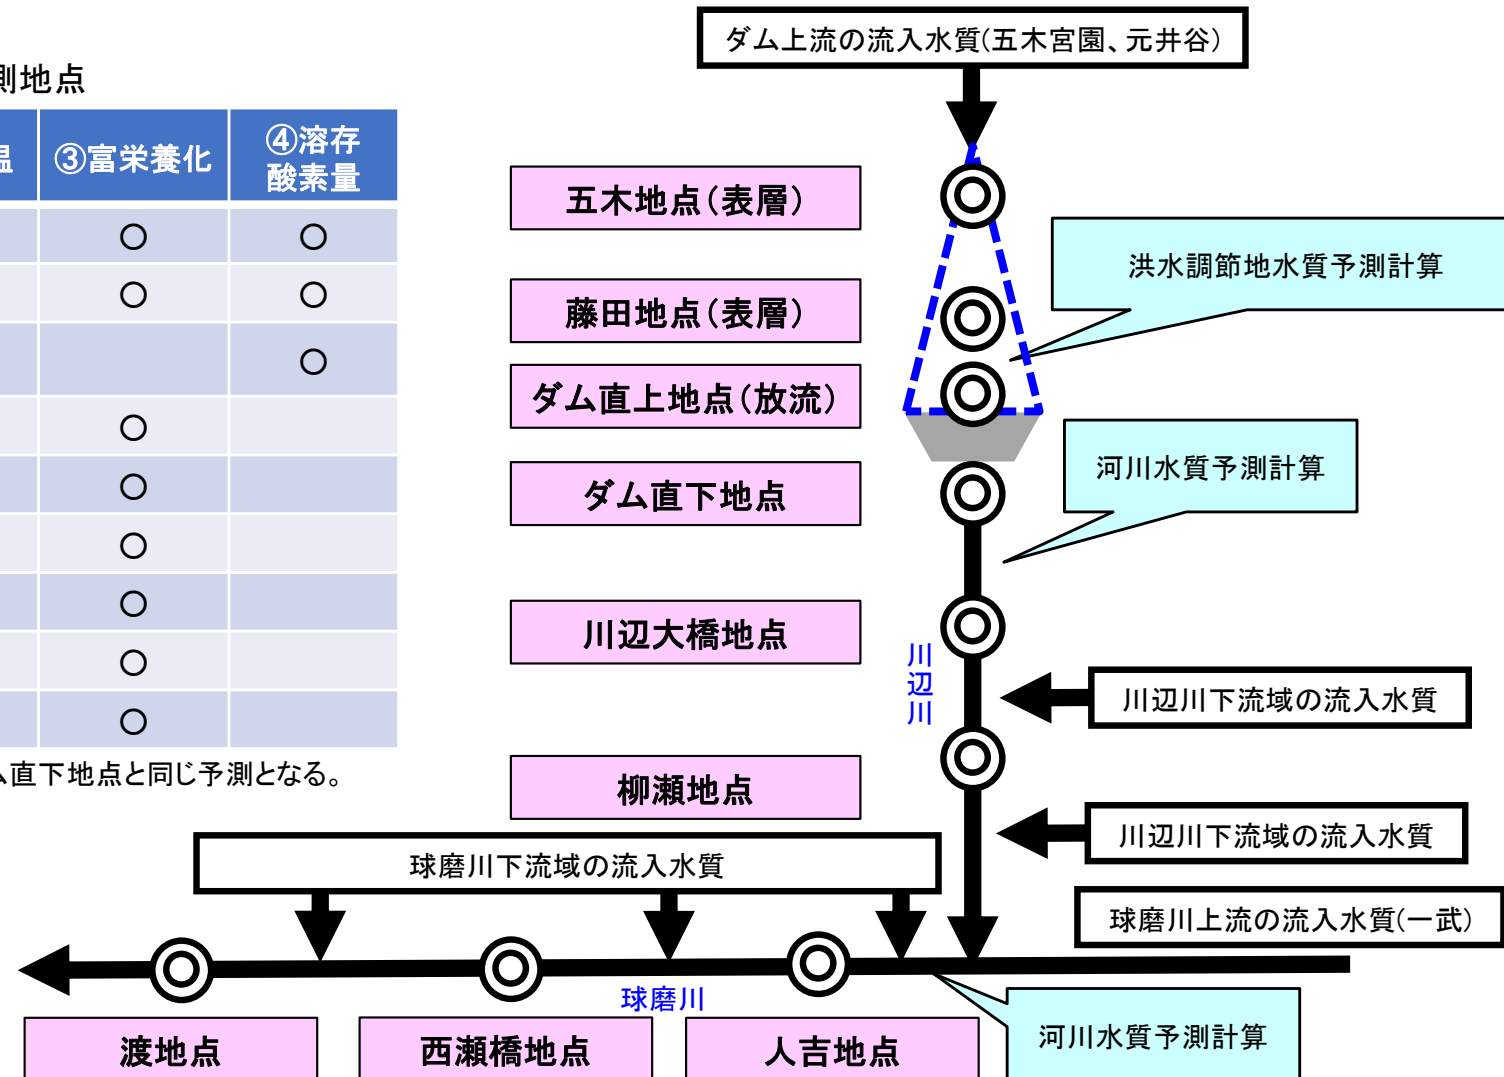 ダム上流の流入水質(五木宮園、元井谷)
測地点
温
③富栄養化
④溶存
酸素量
○ ○
○ ○
○
○
○
○
○
○
○
ム直下地点と同じ予測となる。
五木地点(表層)
藤田地点(表層)
ダム直上地点(放流)
ダム直下地点
川辺大橋地点
柳瀬地点
洪水調節地水質予測計算
河川水質予測計算
川辺川
川辺川下流域の流入水質
川辺川下流域の流入水質
球磨川下流域の流入水質
球磨川上流の流入水質(一武)
球磨川
河川水質予測計算
渡地点
西瀬橋地点
人吉地点